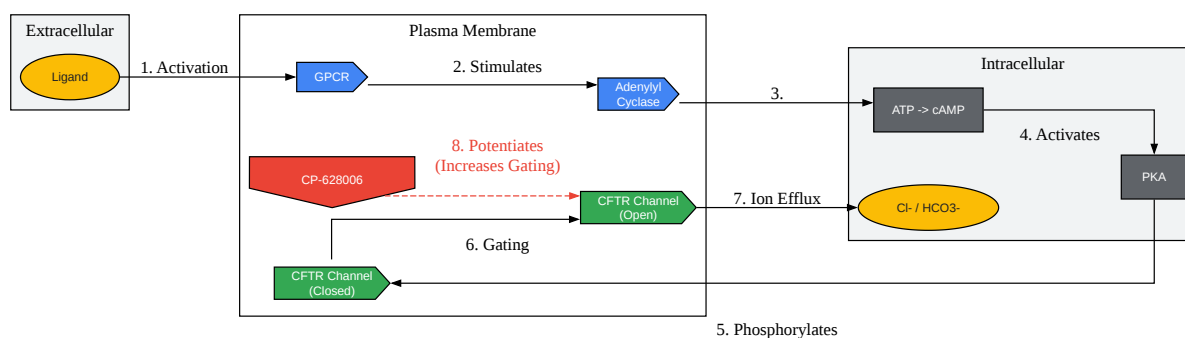 Extracellular
Ligand
1. Activation
Plasma Membrane
GPCR
2. Stimulates
Adenylyl
Cyclase
3.
Intracellular
ATP -> cAMP
4. Activates
PKA
8. Potentiates
(Increases Gating)
CP-628006
CFTR Channel
(Open)
7. Ion Efflux
Cl- / HCO3-
6. Gating
CFTR Channel
(Closed)
5. Phosphorylates